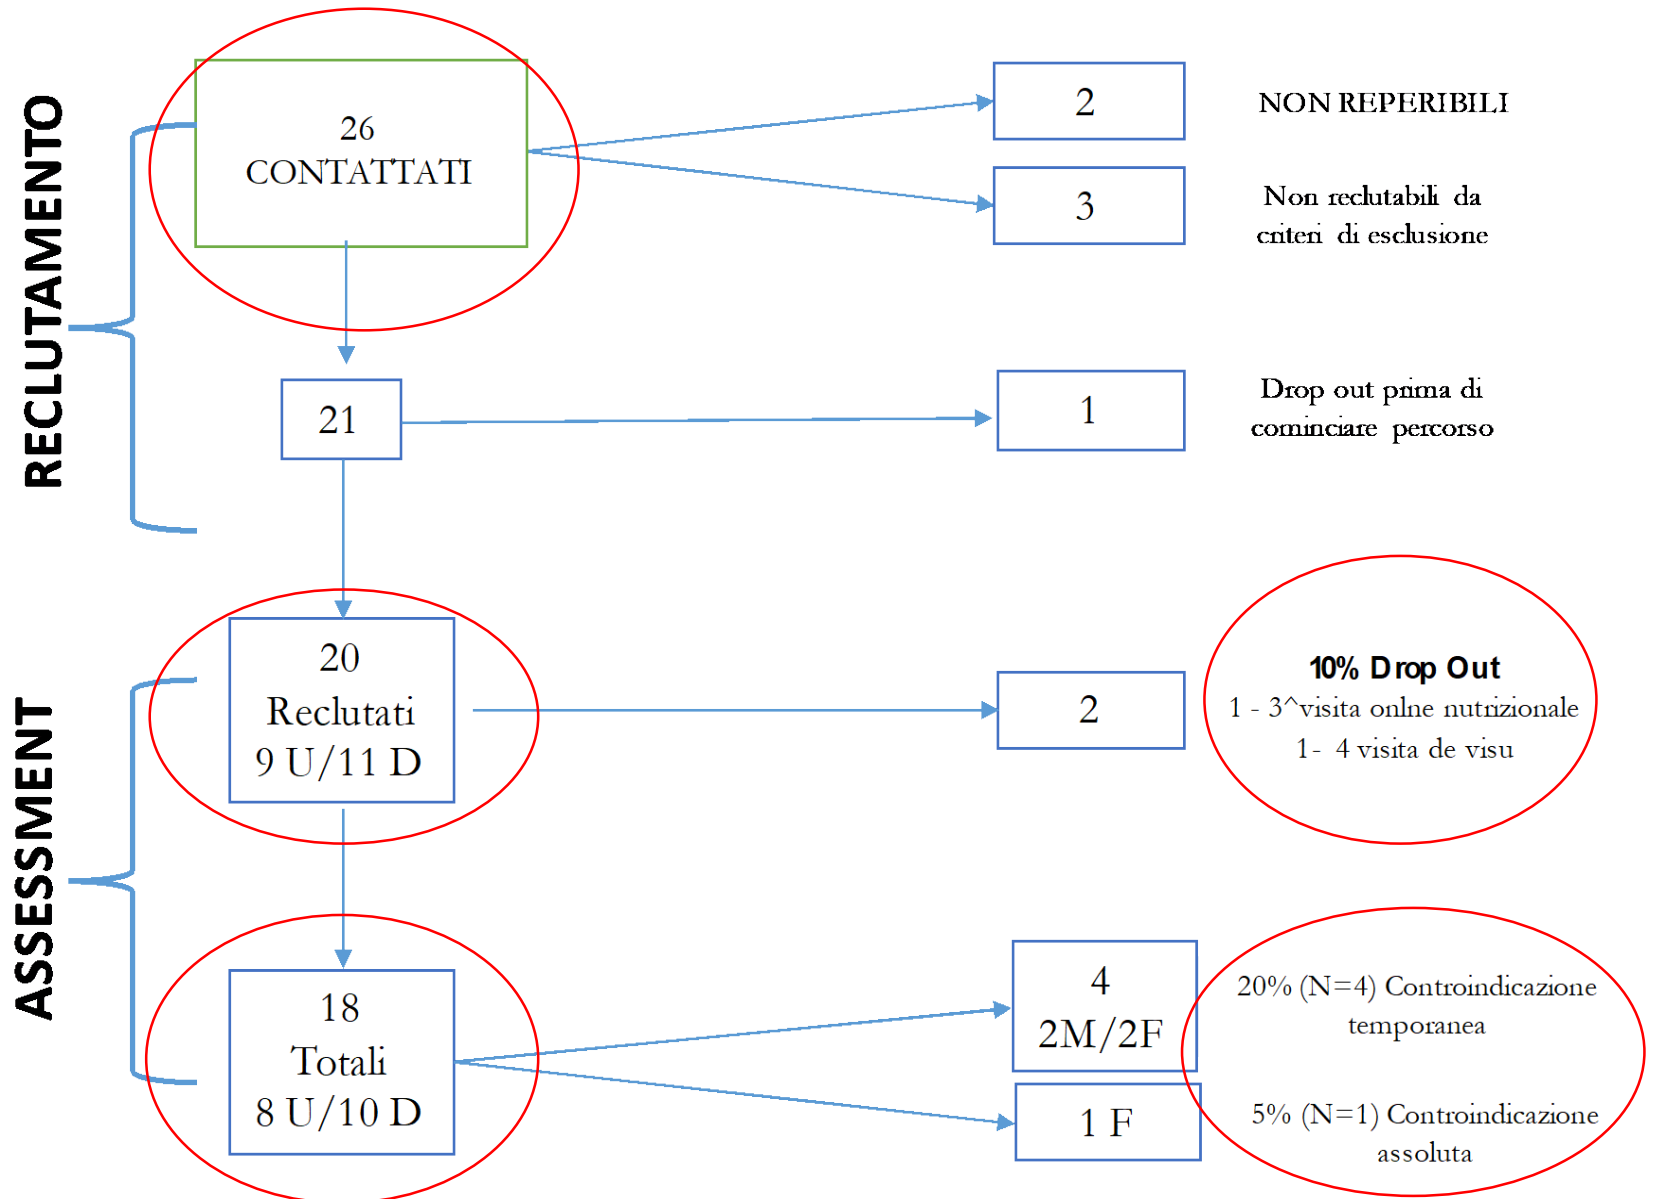 RECLUTAMENTO
26
CONTATTATI
2
NON REPERIBILI
3
Non reclutabili da
criteri di esclusione
21
1
Drop out prima di
cominciare percorso
ASSESSMENT
20
Reclutati
9 U/11 D
2
10% Drop Out
1 - 3^visita onlne nutrizionale
1- 4 visita de visu
18
Totali
8 U/10 D
4
2M/2F
20% (N=4) Controindicazione
temporanea
1 F
5% (N=1) Controindicazione
assoluta